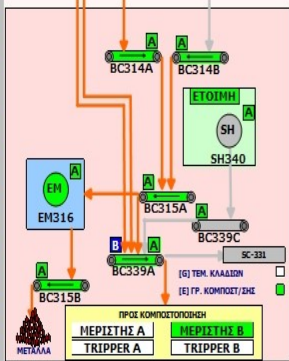 A
A
BC314A
BC314B
ΕΤΟΙΜΗ
A
SH
SH340
A
EM
EM316
A
BC315A
BC339C
B
A
BC339A
SC-331
[G] ΤΕΜ. ΚΛΑΔΙΩΝ
[E] ΓΡ. ΚΟΜΠΟΣΤ/ΣΗΣ
A
BC315B
ΜΕΤΑΛΛΑ
ΠΡΟΣ ΚΟΜΠΟΣΤΟΠΟΙΗΣΗ
ΜΕΡΙΣΤΗΣ Α
ΜΕΡΙΣΤΗΣ Β
TRIPPER A
TRIPPER B